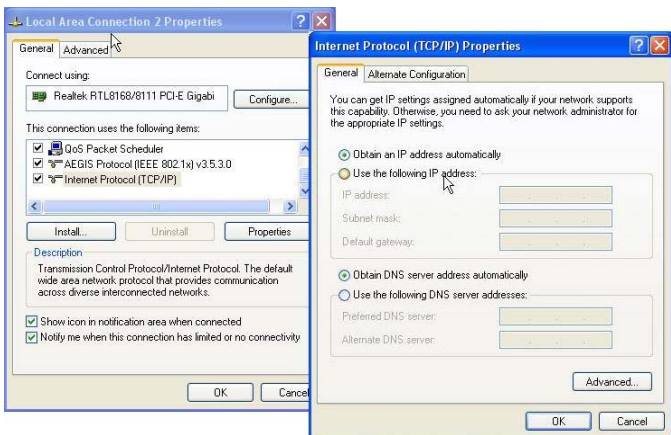 Local Area Connection 2 Properties
General Advanced
Connect using:
Realtek RTL8168/8111 PCI-E Gigabi
Configure...
This connection uses the following items:
QoS Packet Scheduler
AEGIS Protocol (IEEE 802.1x) v3.5.3.0
Internet Protocol (TCP/IP)
Install... Uninstall Properties
Description
Transmission Control Protocol/Internet Protocol. The default
wide area network protocol that provides communication
across diverse interconnected networks.
Show icon in notification area when connected
Notify me when this connection has limited or no connectivity
OK Cancel
Internet Protocol (TCP/IP) Properties
General Alternate Configuration
You can get IP settings assigned automatically if your network supports
this capability. Otherwise, you need to ask your network administrator for
the appropriate IP settings.
Obtain an IP address automatically
Use the following IP address:
IP address:
Subnet mask:
Default gateway:
Obtain DNS server address automatically
Use the following DNS server addresses:
Preferred DNS server:
Alternate DNS server:
Advanced...
OK Cancel